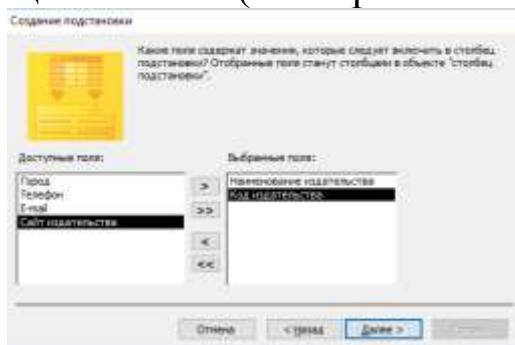 Создание подстановки
Какие поля содержат значения, которые следует включить в столбец
подстановки? Отобранные поля станут столбцами в объекте "столбец
подстановки".
Доступные поля:
Выбранные поля:
Город
Телефон
E-mail
Сайт издательства
>
>>
<
<<
Наименование издательства
Код издательства
Отмена
< Назад
Далее >